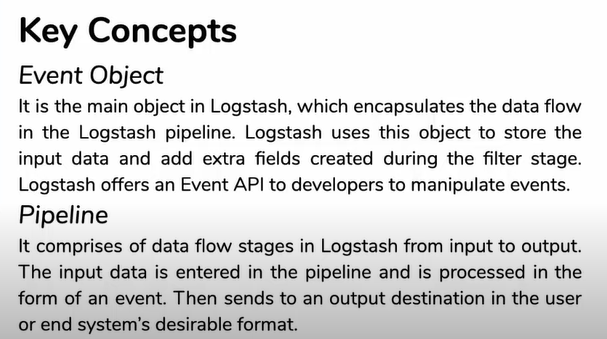 Key Concepts
Event Object
It is the main object in Logstash, which encapsulates the data flow
in the Logstash pipeline. Logstash uses this object to store the
input data and add extra fields created during the filter stage.
Logstash offers an Event API to developers to manipulate events.
Pipeline
It comprises of data flow stages in Logstash from input to output.
The input data is entered in the pipeline and is processed in the
form of an event. Then sends to an output destination in the user
or end system's desirable format.